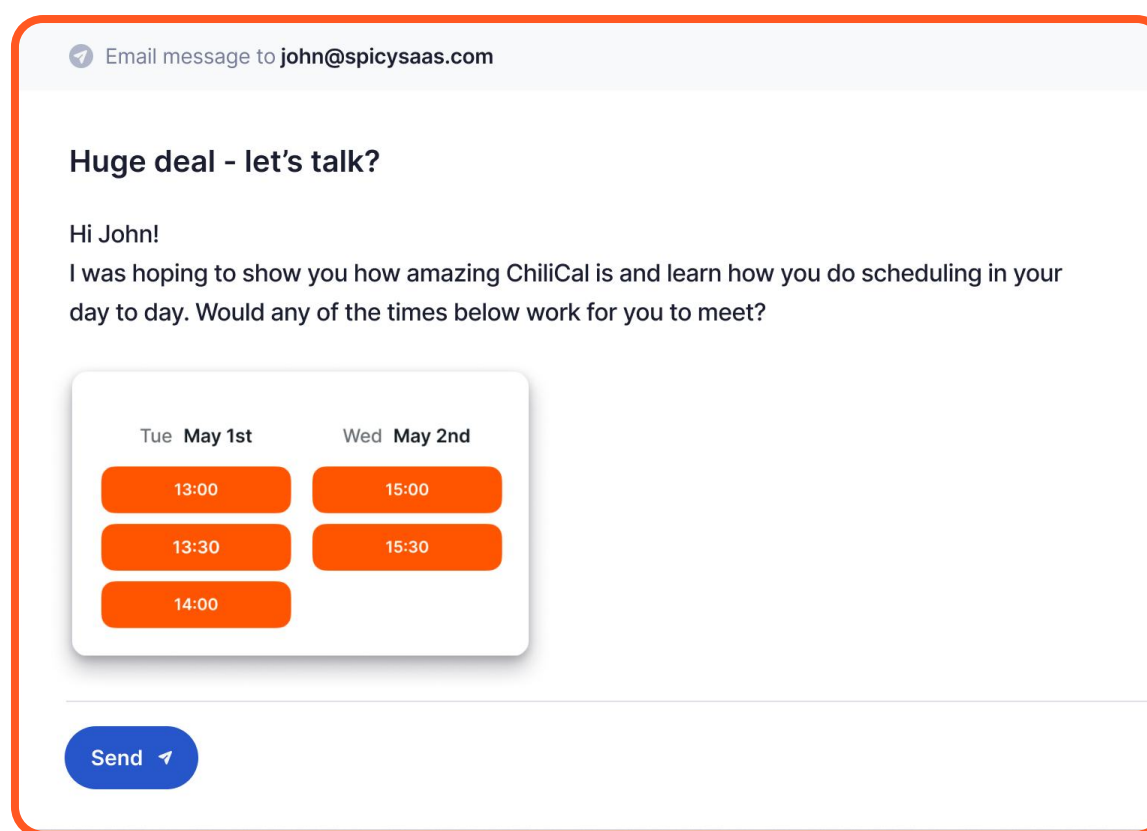 Email message to john@spicysaas.com
Huge deal - let’s talk?
Hi John!
I was hoping to show you how amazing ChiliCal is and learn how you do scheduling in your
day to day. Would any of the times below work for you to meet?
Tue May 1st Wed May 2nd
13:00 15:00
13:30 15:30
14:00
Send